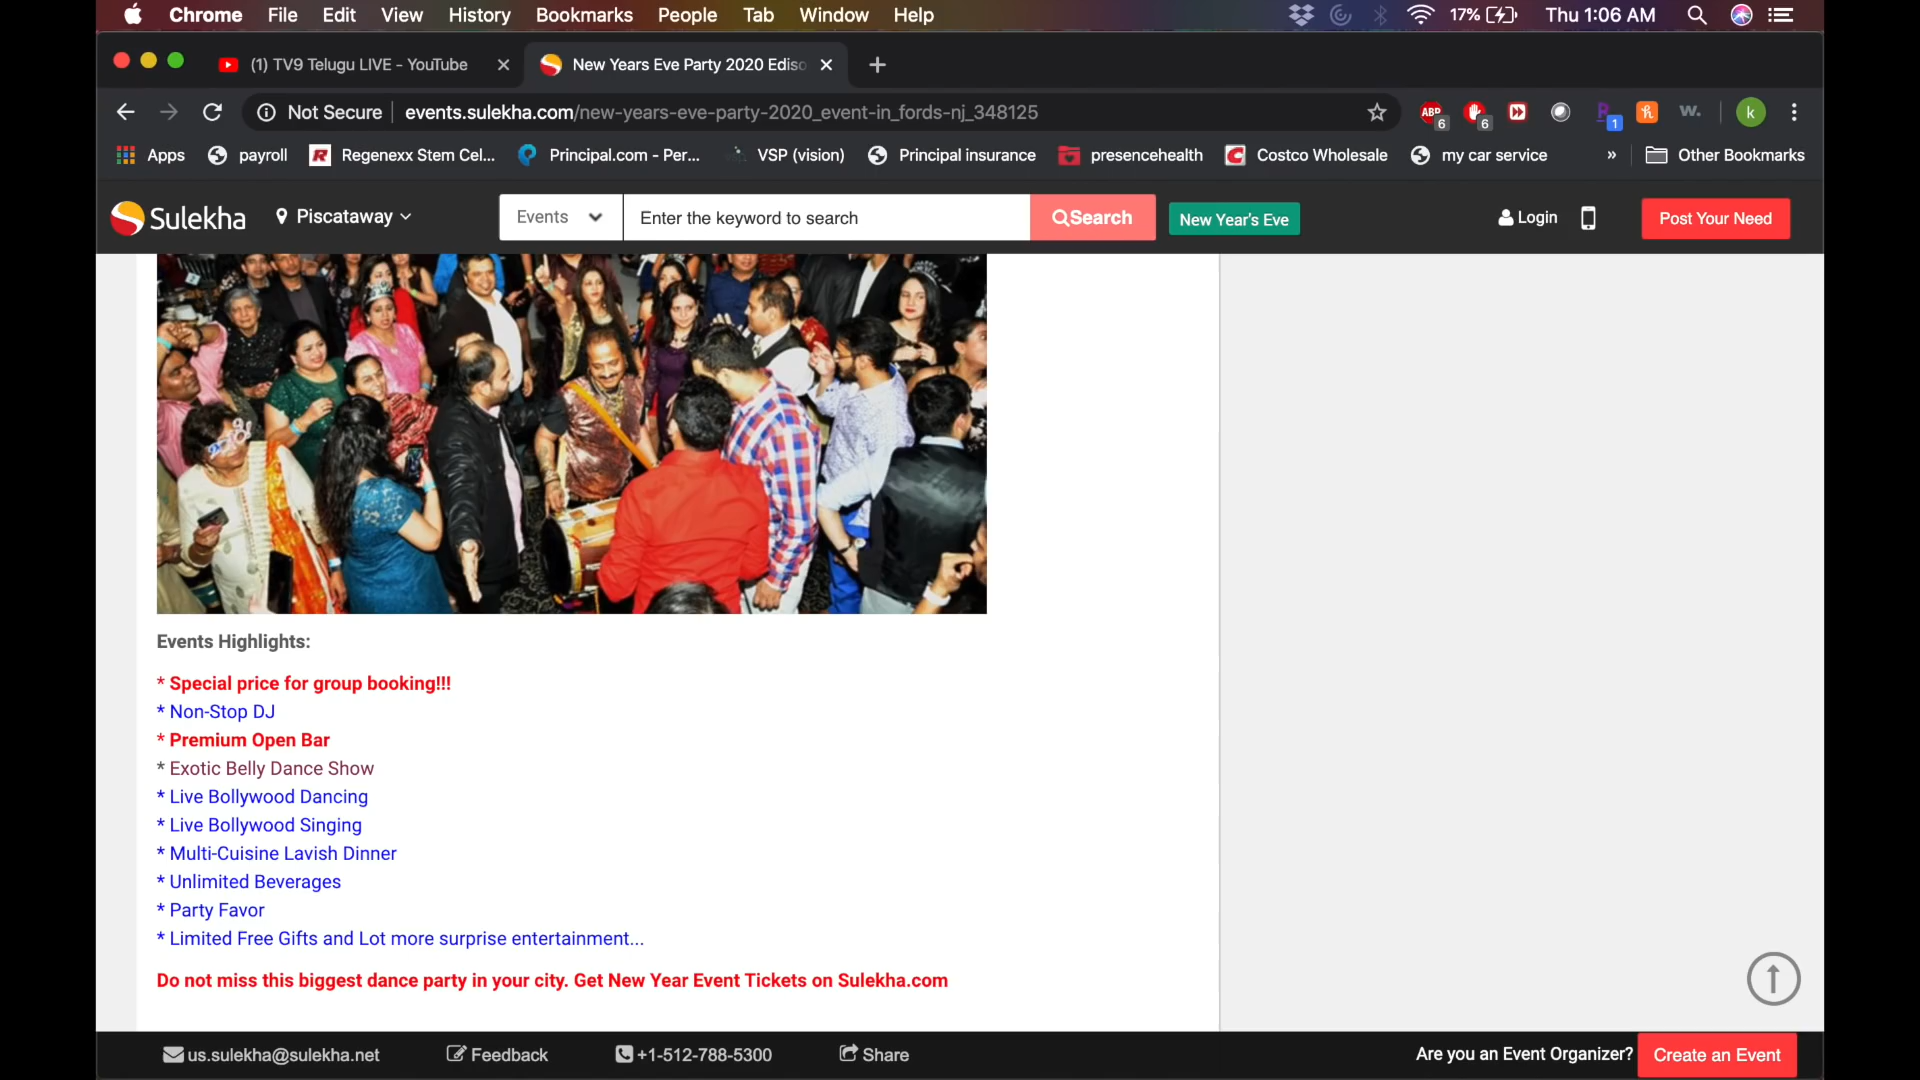 Chrome File Edit View History Bookmarks People Tab Window Help 17% Thu 1:06 AM
(1) TV9 Telugu LIVE - YouTube New Years Eve Party 2020 Ediso
Not Secure events.sulekha.com/new-years-eve-party-2020_event-in_fords-nj_348125 ABP 6 6 1 w. k
Apps payroll Regenexx Stem Cel... Principal.com - Per... VSP (vision) Principal insurance presencehealth Costco Wholesale my car service » Other Bookmarks
Sulekha Piscataway Events Enter the keyword to search Search New Year's Eve Login Post Your Need
Events Highlights:
* Special price for group booking!!!
* Non-Stop DJ
* Premium Open Bar
* Exotic Belly Dance Show
* Live Bollywood Dancing
* Live Bollywood Singing
* Multi-Cuisine Lavish Dinner
* Unlimited Beverages
* Party Favor
* Limited Free Gifts and Lot more surprise entertainment...
Do not miss this biggest dance party in your city. Get New Year Event Tickets on Sulekha.com
us.sulekha@sulekha.net Feedback +1-512-788-5300 Share Are you an Event Organizer? Create an Event